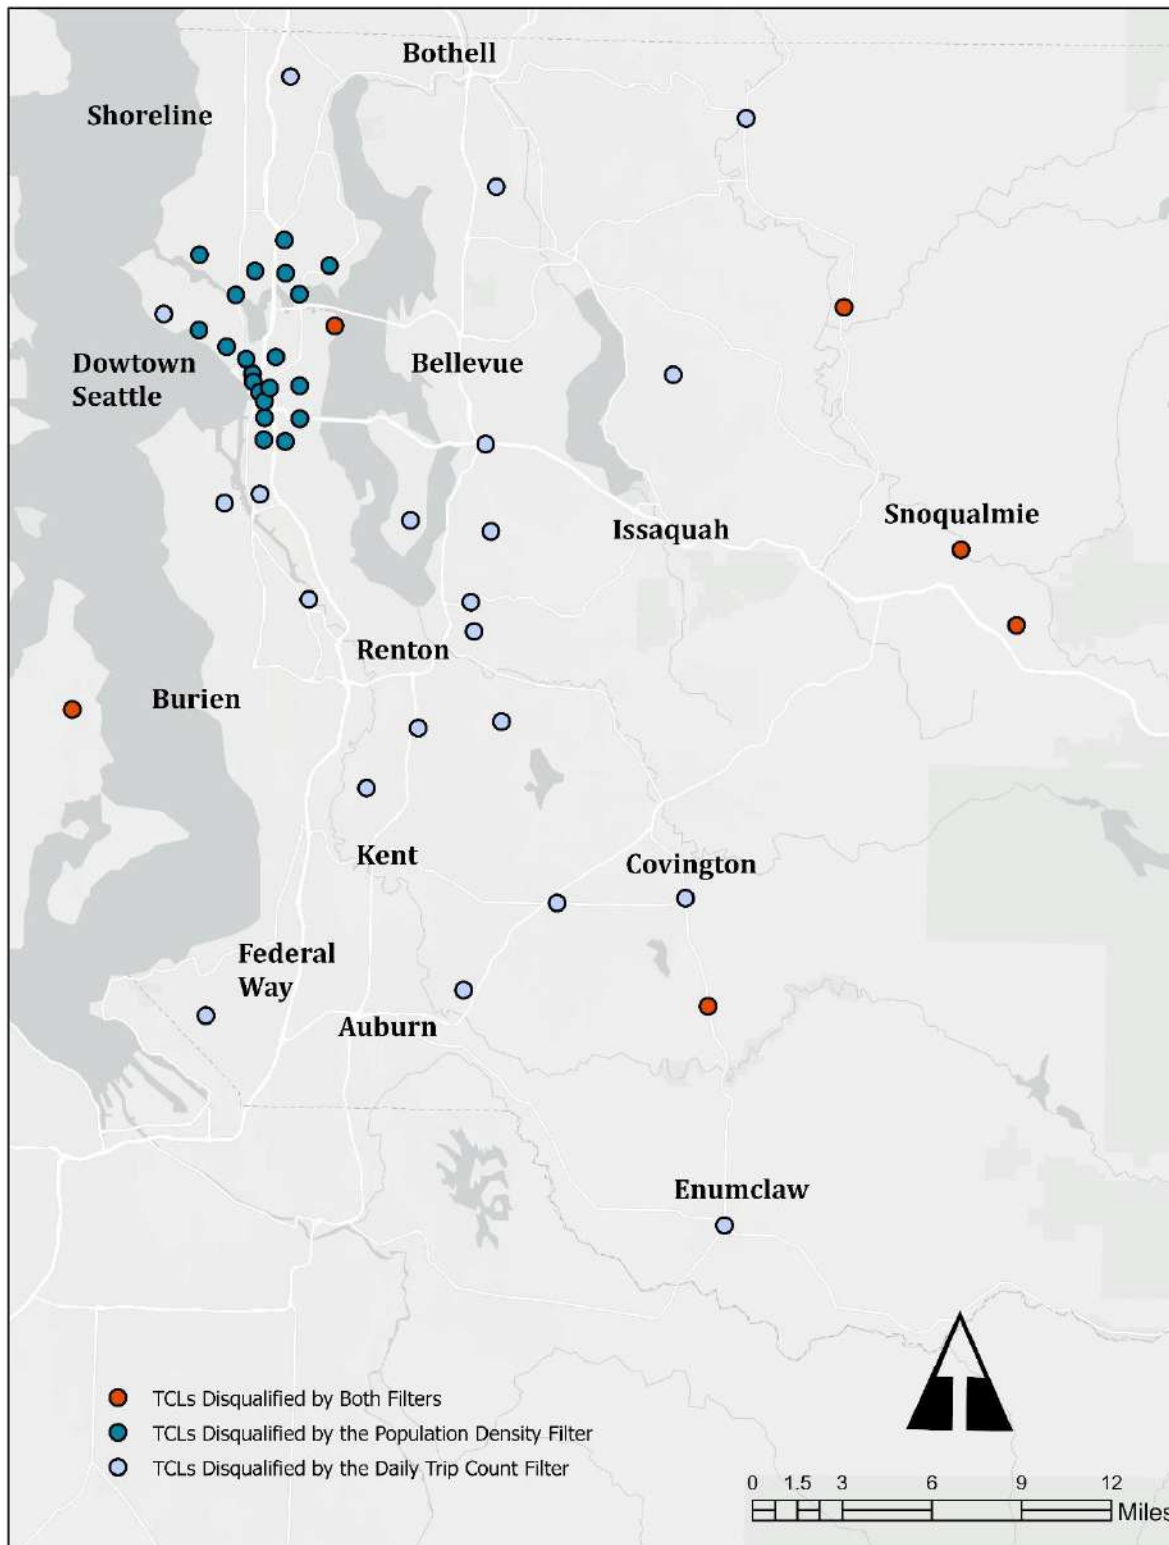 Bothell
Shoreline
Dowtown
Seattle
Bellevue
Issaquah
Snoqualmie
Renton
Burien
Kent
Covington
Federal
Way
Auburn
Enumclaw
TCLs Disqualified by Both Filters
TCLs Disqualified by the Population Density Filter
TCLs Disqualified by the Daily Trip Count Filter
0 1.5 3 6 9 12
Miles